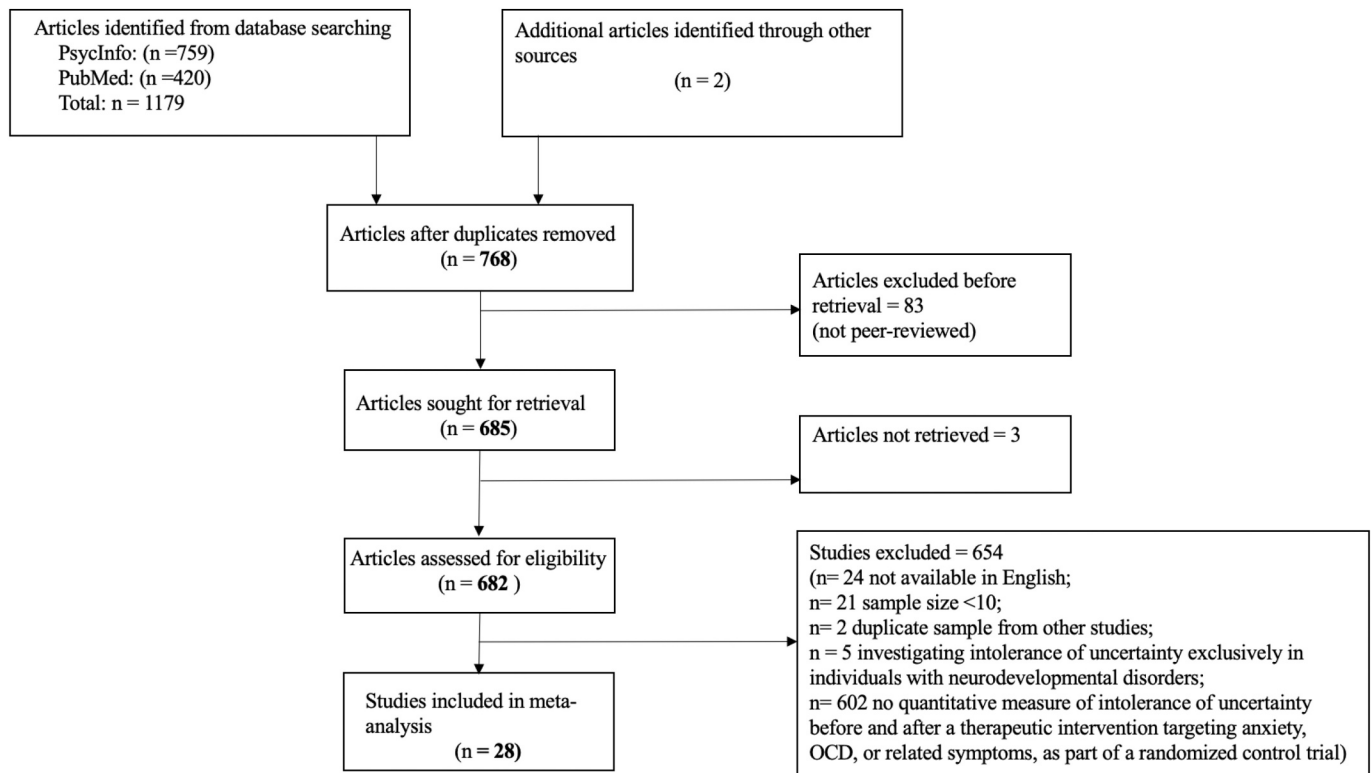 Articles identified from database searching
PsycInfo: (n =759)
PubMed: (n =420)
Total: n = 1179
Additional articles identified through other
sources
(n = 2)
Articles after duplicates removed
(n = 768)
Articles excluded before
retrieval = 83
(not peer-reviewed)
Articles sought for retrieval
(n = 685)
Articles not retrieved = 3
Articles assessed for eligibility
(n = 682 )
Studies excluded = 654
(n= 24 not available in English;
n= 21 sample size <10;
n= 2 duplicate sample from other studies;
n = 5 investigating intolerance of uncertainty exclusively in
individuals with neurodevelopmental disorders;
n= 602 no quantitative measure of intolerance of uncertainty
before and after a therapeutic intervention targeting anxiety,
OCD, or related symptoms, as part of a randomized control trial)
Studies included in meta-
analysis
(n = 28)